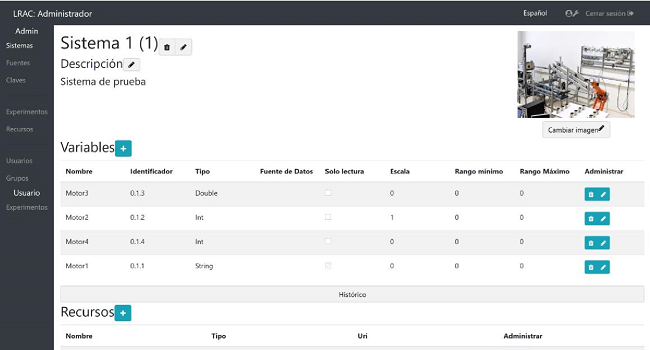 LRAC: Administrador
Español
Cerrar sesión
Admin
Sistemas
Fuentes
Claves
Experimentos
Recursos
Usuarios
Grupos
Usuario
Experimentos
Sistema 1 (1)
Descripción
Sistema de prueba
Cambiar imagen
Variables +
Nombre Identificador Tipo Fuente de Datos Solo lectura Escala Rango mínimo Rango Máximo Administrar
Motor3 0.1.3 Double 0 0 0
Motor2 0.1.2 Int 1 0 0
Motor4 0.1.4 Int 0 0 0
Motor1 0.1.1 String 0 0 0
Histórico
Recursos +
Nombre Tipo Uri Administrar